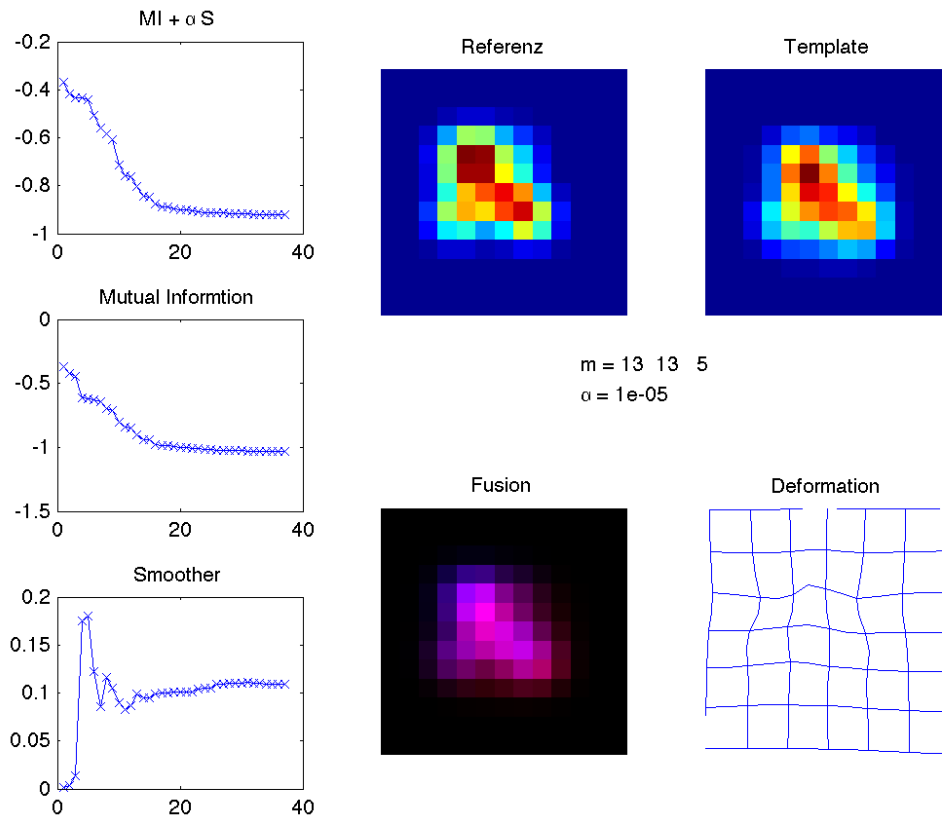 MI + α S
-0.2
-0.4
-0.6
-0.8
-1
0 20 40
Mutual Informtion
0
-0.5
-1
-1.5
0 20 40
Smoother
0.2
0.15
0.1
0.05
0
0 20 40
Referenz
Template
m = 13 13 5
α = 1e-05
Fusion
Deformation